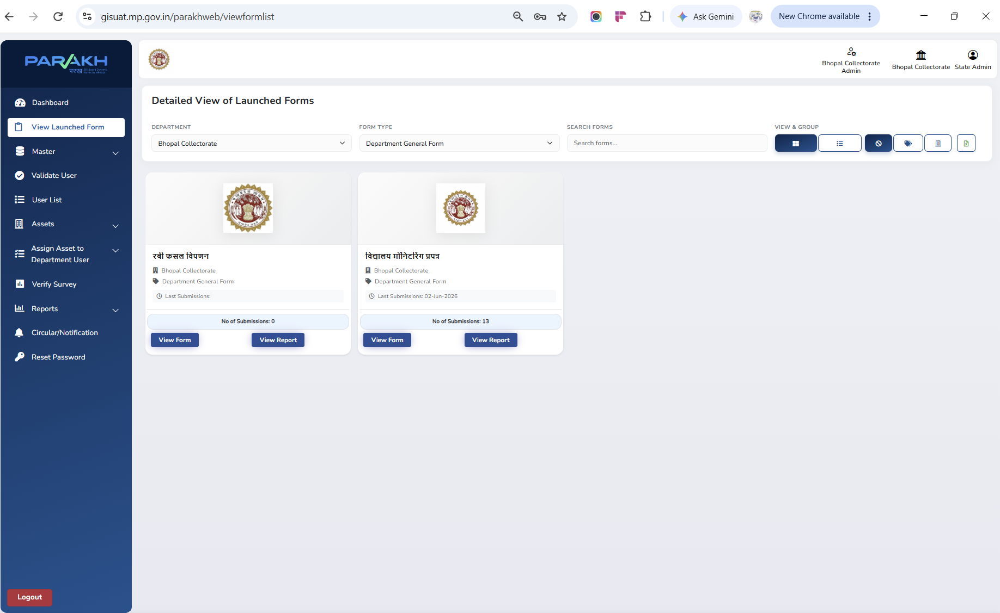 gisuat.mp.gov.in/parakhweb/viewformlist
Ask Gemini
New Chrome available
PARAKH
परख
Bhopal Collectorate Admin
Bhopal Collectorate
State Admin
Dashboard
View Launched Form
Master
Validate User
User List
Assets
Assign Asset to
Department User
Verify Survey
Reports
Circular/Notification
Reset Password
Logout
Detailed View of Launched Forms
DEPARTMENT
Bhopal Collectorate
FORM TYPE
Department General Form
SEARCH FORMS
Search forms...
VIEW & GROUP
रबी फसल विपणन
Bhopal Collectorate
Department General Form
Last Submissions:
No of Submissions: 0
View Form
View Report
विद्यालय मॉनिटरिंग प्रपत्र
Bhopal Collectorate
Department General Form
Last Submissions: 02-Jun-2026
No of Submissions: 13
View Form
View Report